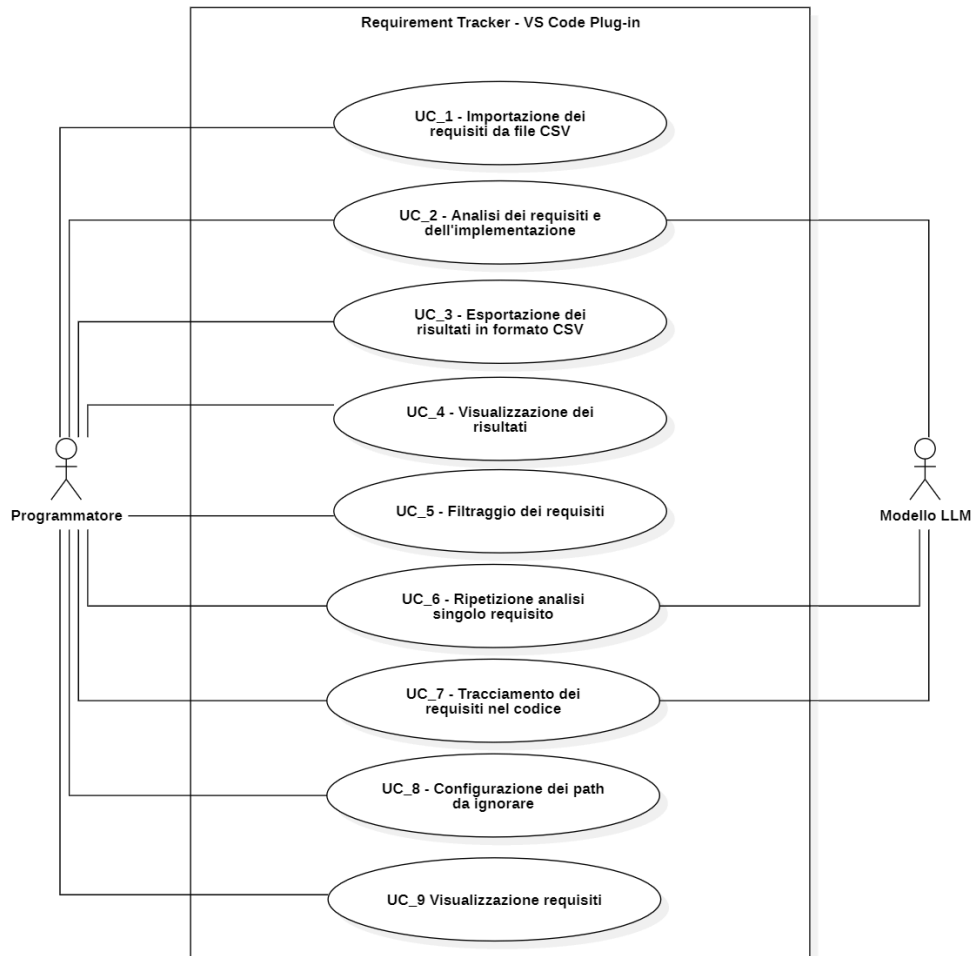 Requirement Tracker - VS Code Plug-in
UC_1 - Importazione dei
requisiti da file CSV
UC_2 - Analisi dei requisiti e
dell'implementazione
UC_3 - Esportazione dei
risultati in formato CSV
UC_4 - Visualizzazione dei
risultati
Programmatore
UC_5 - Filtraggio dei requisiti
Modello LLM
UC_6 - Ripetizione analisi
singolo requisito
UC_7 - Tracciamento dei
requisiti nel codice
UC_8 - Configurazione dei path
da ignorare
UC_9 Visualizzazione requisiti